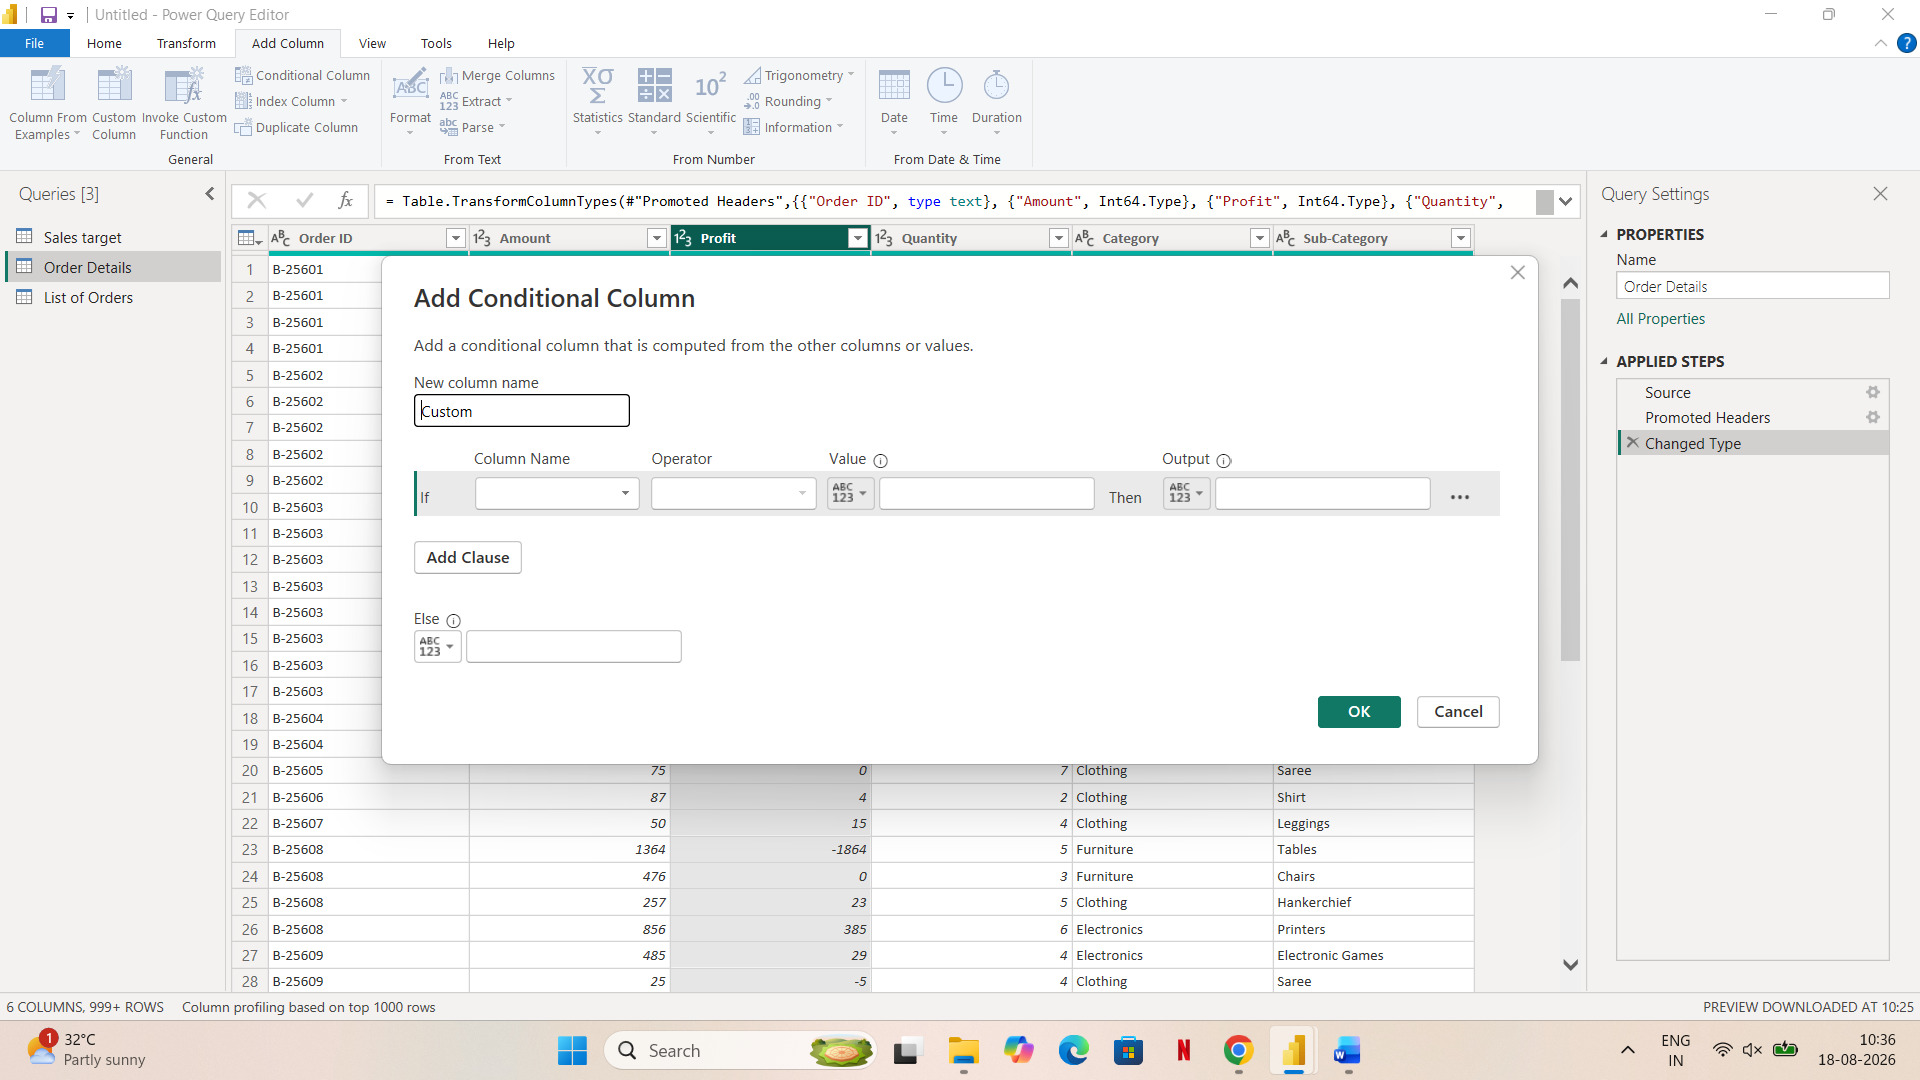 Untitled - Power Query Editor
File Home Transform Add Column View Tools Help
Column From Examples
Custom Column
Invoke Custom Function
Conditional Column
Index Column
Duplicate Column
General
Format
Merge Columns
Extract
Parse
From Text
Statistics
Standard
Scientific
Trigonometry
Rounding
Information
From Number
Date
Time
Duration
From Date & Time
Queries [3]
Sales target
Order Details
List of Orders
= Table.TransformColumnTypes(#"Promoted Headers",{{"Order ID", type text}, {"Amount", Int64.Type}, {"Profit", Int64.Type}, {"Quantity",
Order ID Amount Profit Quantity Category Sub-Category
1 B-25601
2 B-25601
3 B-25601
4 B-25601
5 B-25602
6 B-25602
7 B-25602
8 B-25602
9 B-25602
10 B-25603
11 B-25603
12 B-25603
13 B-25603
14 B-25603
15 B-25603
16 B-25603
17 B-25603
18 B-25604
19 B-25604
20 B-25605 75 0 7 Clothing Saree
21 B-25606 87 4 2 Clothing Shirt
22 B-25607 50 15 4 Clothing Leggings
23 B-25608 1364 -1864 5 Furniture Tables
24 B-25608 476 0 3 Furniture Chairs
25 B-25608 257 23 5 Clothing Hankerchief
26 B-25608 856 385 6 Electronics Printers
27 B-25609 485 29 4 Electronics Electronic Games
28 B-25609 25 -5 4 Clothing Saree
Add Conditional Column
Add a conditional column that is computed from the other columns or values.
New column name
Custom
Column Name Operator Value Output
If ABC 123 Then ABC 123
Add Clause
Else
ABC 123
OK Cancel
Query Settings
PROPERTIES
Name
Order Details
All Properties
APPLIED STEPS
Source
Promoted Headers
Changed Type
6 COLUMNS, 999+ ROWS Column profiling based on top 1000 rows
PREVIEW DOWNLOADED AT 10:25
1
32°C
Partly sunny
Search
ENG
IN
10:36
18-08-2026